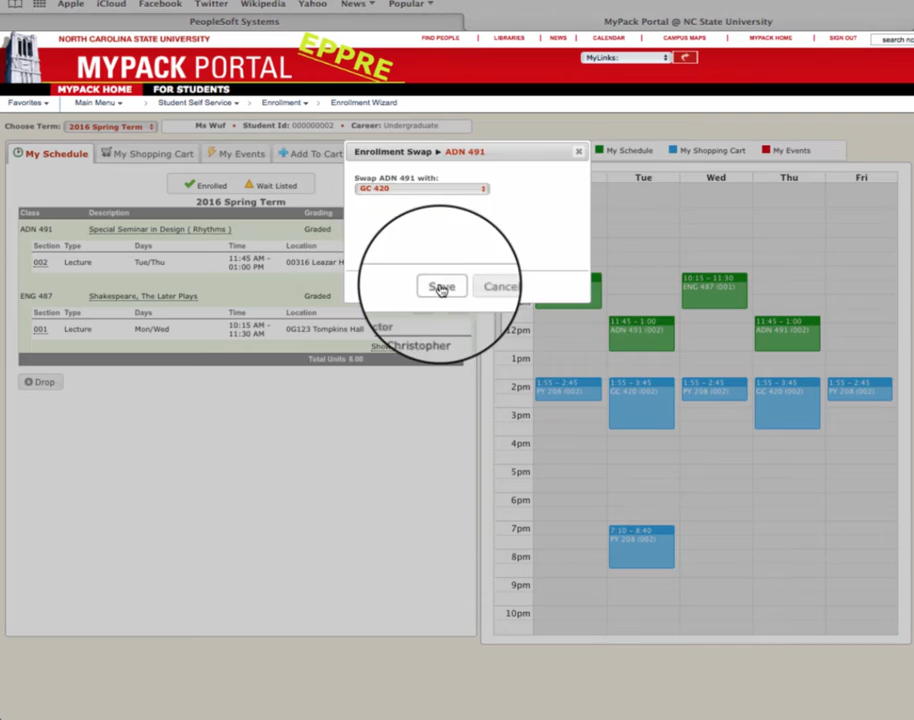 Apple iCloud Facebook Twitter Wikipedia Yahoo News Popular
PeopleSoft Systems MyPack Portal @ NC State University
NORTH CAROLINA STATE UNIVERSITY
FIND PEOPLE LIBRARIES NEWS CALENDAR CAMPUS MAPS MYPACK HOME SIGN OUT search nc
MYPACK PORTAL
EPPRE
MyLinks:
MYPACK HOME FOR STUDENTS
Favorites Main Menu > Student Self Service > Enrollment > Enrollment Wizard
Choose Term: 2016 Spring Term Ms Wuf • Student Id: 000000002 • Career: Undergraduate
My Schedule My Shopping Cart My Events Add To Cart
Enrollment Swap ▸ ADN 491
My Schedule My Shopping Cart My Events
Swap ADN 491 with:
GC 420
Save Cancel
Enrolled Wait Listed
2016 Spring Term
Class Description Grading
ADN 491 Special Seminar in Design ( Rhythms ) Graded
Section Type Days Time Location
002 Lecture Tue/Thu 11:45 AM - 01:00 PM 00316 Leazar H
ENG 487 Shakespeare, The Later Plays Graded
Section Type Days Time Location
ctor
001 Lecture Mon/Wed 10:15 AM - 11:30 AM 0G123 Tompkins Hall
Christopher
Total Units 6.00
Drop
Tue Wed Thu Fri
10:15 - 11:30
ENG 487 (001)
12pm
11:45 - 1:00
ADN 491 (002)
11:45 - 1:00
ADN 491 (002)
1pm
2pm
1:55 - 2:45
PY 208 (002)
1:55 - 3:45
GC 420 (002)
1:55 - 2:45
PY 208 (002)
1:55 - 3:45
GC 420 (002)
1:55 - 2:45
PY 208 (002)
3pm
4pm
5pm
6pm
7pm
7:10 - 8:40
PY 208 (002)
8pm
9pm
10pm